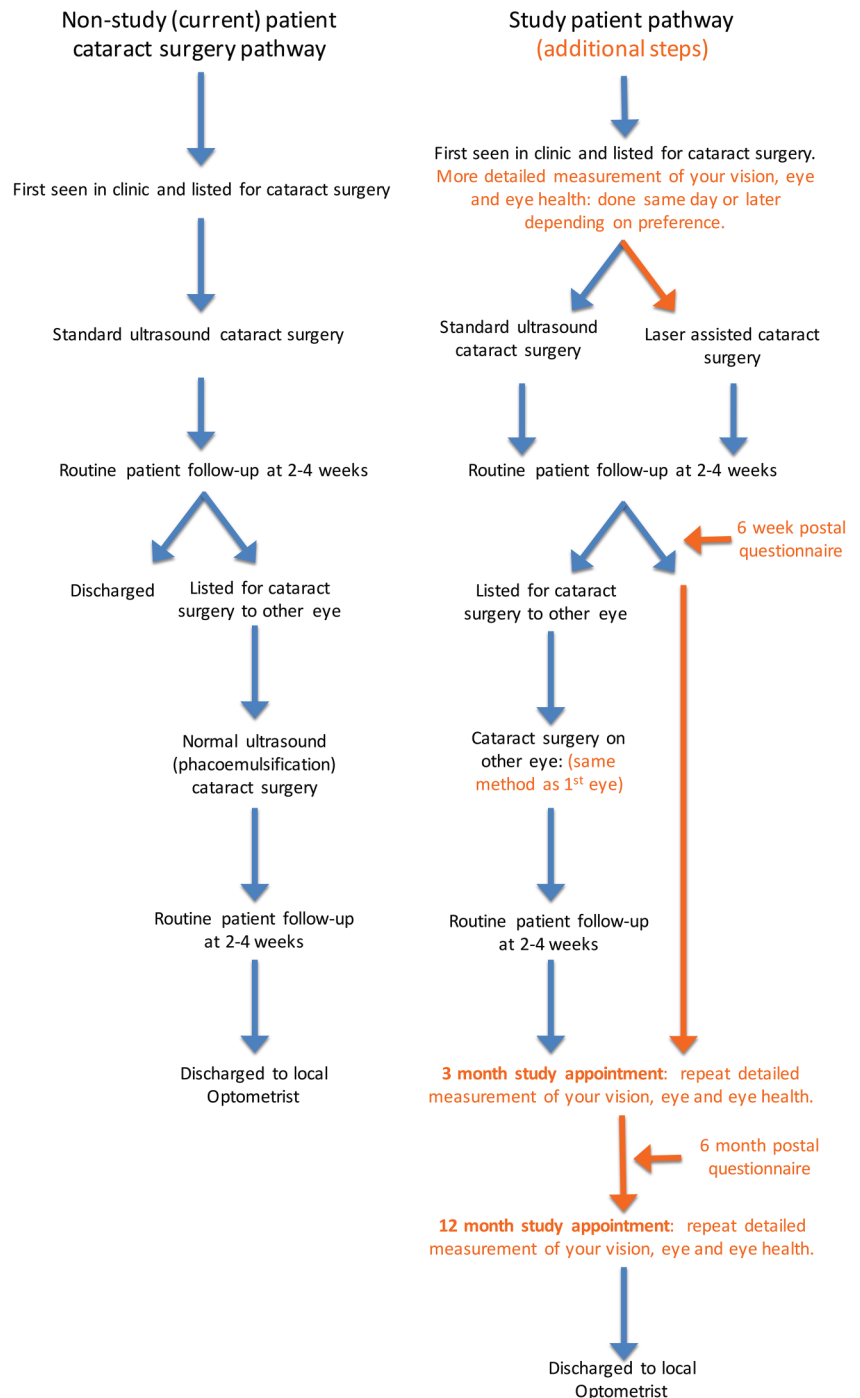 Non-study (current) patient
cataract surgery pathway
First seen in clinic and listed for cataract surgery
Standard ultrasound cataract surgery
Routine patient follow-up at 2-4 weeks
Discharged
Listed for cataract
surgery to other eye
Normal ultrasound
(phacoemulsification)
cataract surgery
Routine patient follow-up
at 2-4 weeks
Discharged to local
Optometrist
Study patient pathway
(additional steps)
First seen in clinic and listed for cataract surgery.
More detailed measurement of your vision, eye
and eye health: done same day or later
depending on preference.
Standard ultrasound
cataract surgery
Laser assisted cataract
surgery
Routine patient follow-up at 2-4 weeks
6 week postal
questionnaire
Listed for cataract
surgery to other eye
Cataract surgery on
other eye: (same
method as 1st eye)
Routine patient follow-up
at 2-4 weeks
3 month study appointment: repeat detailed
measurement of your vision, eye and eye health.
6 month postal
questionnaire
12 month study appointment: repeat detailed
measurement of your vision, eye and eye health.
Discharged to local
Optometrist